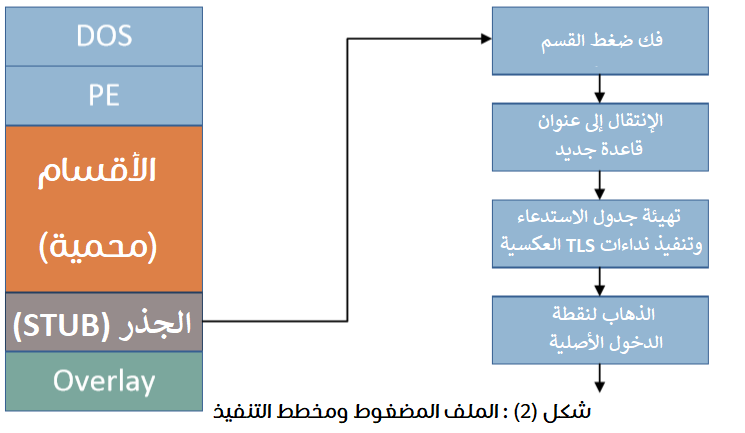 DOS
PE
الأقسام
(محمية)
الجذر (STUB)
Overlay
فك ضغط القسم
الإنتقال إلى عنوان
قاعدة جديد
تهيئة جدول الاستدعاء
وتنفيذ نداءات TLS العكسية
الذهاب لنقطة
الدخول الأصلية
شكل (2) : الملف المضغوط ومخطط التنفيذ